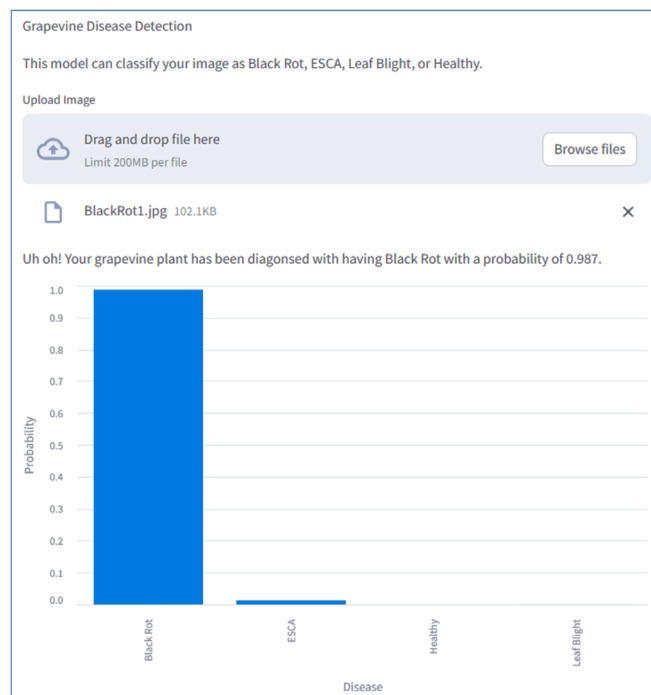 Grapevine Disease Detection
This model can classify your image as Black Rot, ESCA, Leaf Blight, or Healthy.
Upload Image
Drag and drop file here
Limit 200MB per file
Browse files
BlackRot1.jpg 102.1KB
Uh oh! Your grapevine plant has been diagonsed with having Black Rot with a probability of 0.987.
1.0
0.9
0.8
0.7
0.6
0.5
0.4
0.3
0.2
0.1
0.0
Probability
Black Rot
ESCA
Healthy
Leaf Blight
Disease